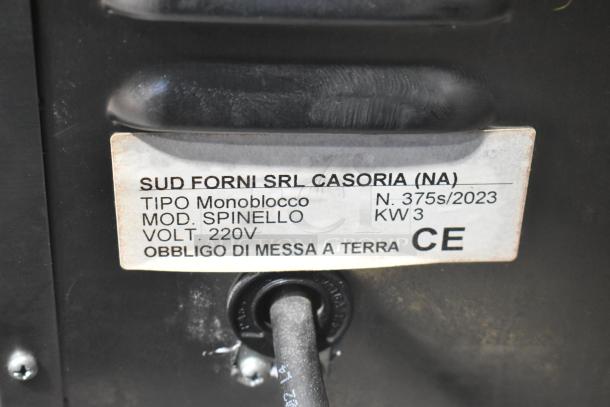 SUD FORNI SRL CASORIA (NA)
TIPO Monoblocco N. 375s/2023
MOD. SPINELLO KW 3
VOLT. 220V
OBBLIGO DI MESSA A TERRA CE